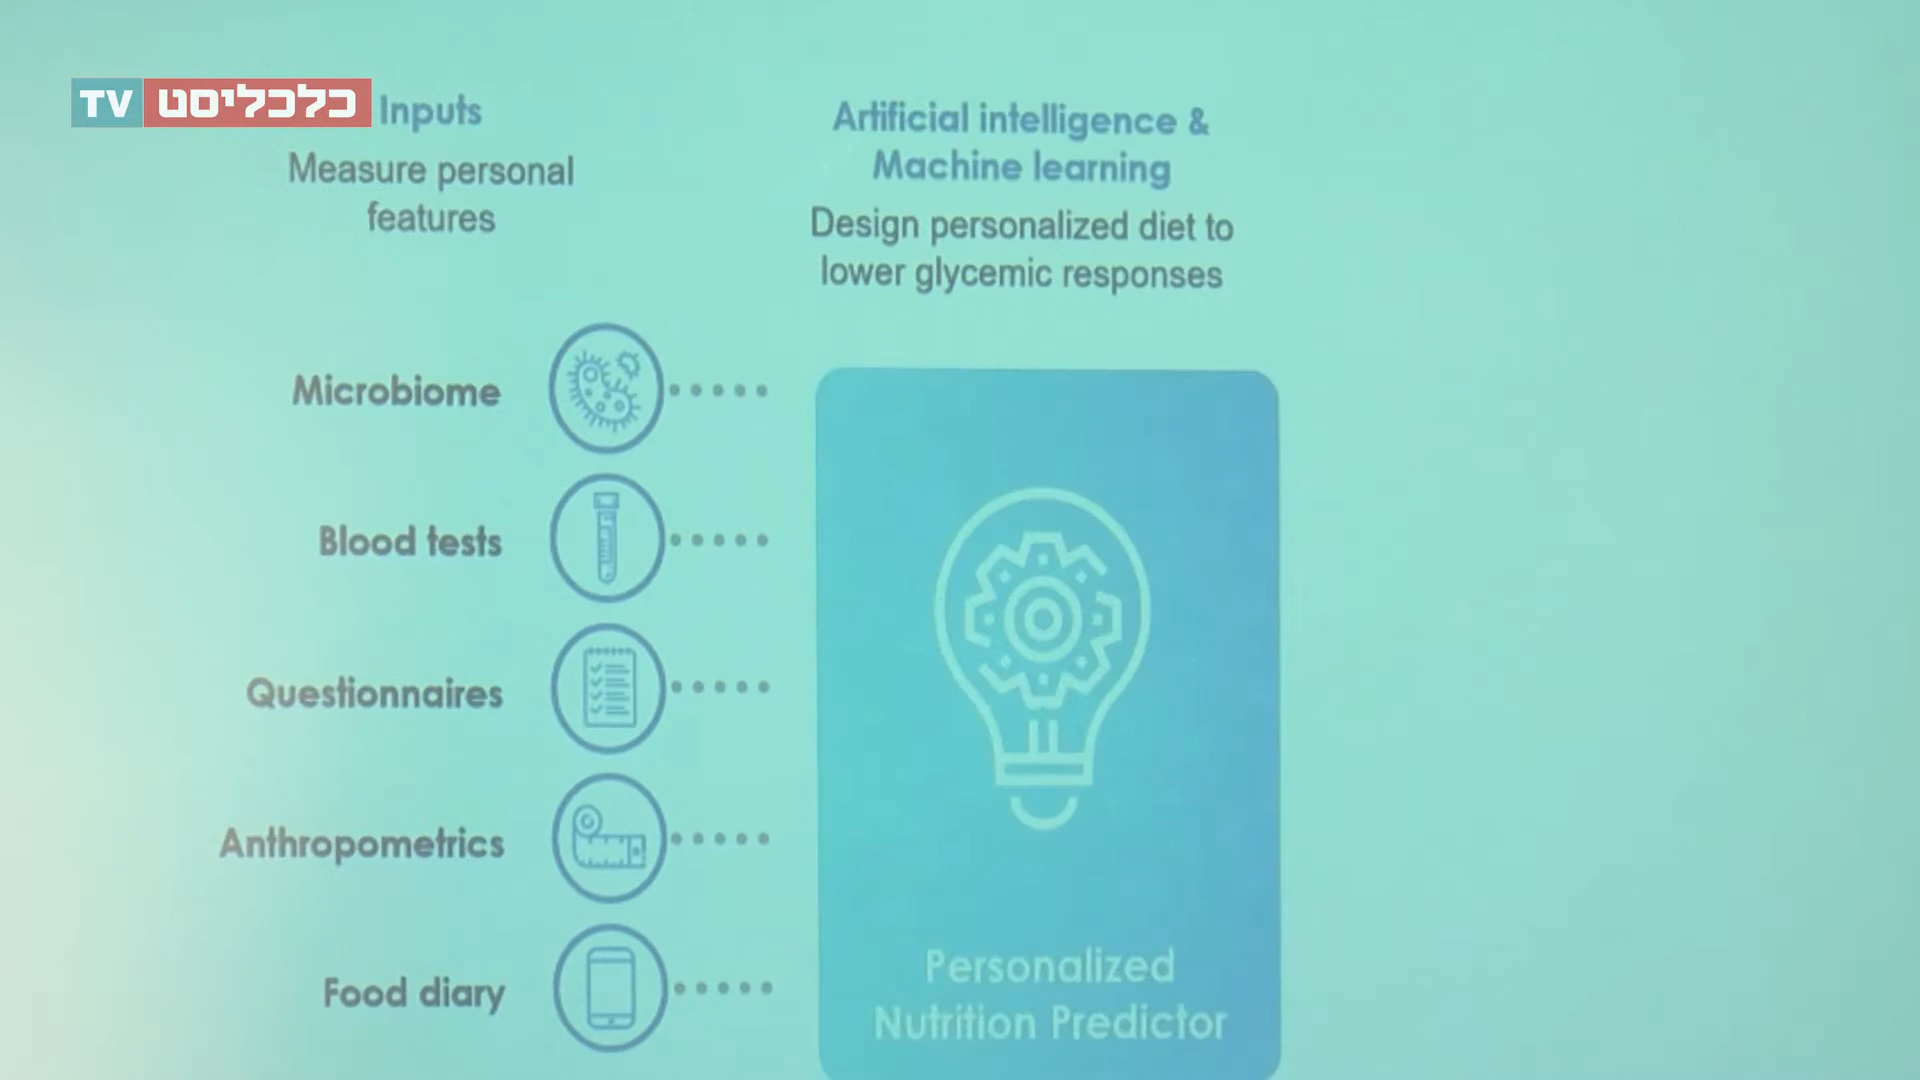 TV כלכליסט
Inputs
Measure personal
features
Artificial intelligence &
Machine learning
Design personalized diet to
lower glycemic responses
Microbiome
Blood tests
Questionnaires
Anthropometrics
Food diary
Personalized
Nutrition Predictor